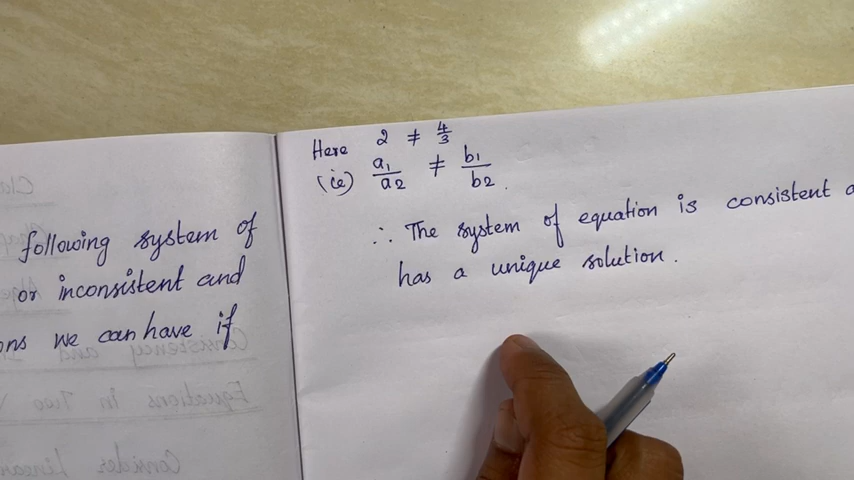 following system of
or inconsistent and
ons we can have if
Here 2 ≠ 4/3
(ie) a1/a2 ≠ b1/b2.
∴ The system of equation is consistent a
has a unique solution.